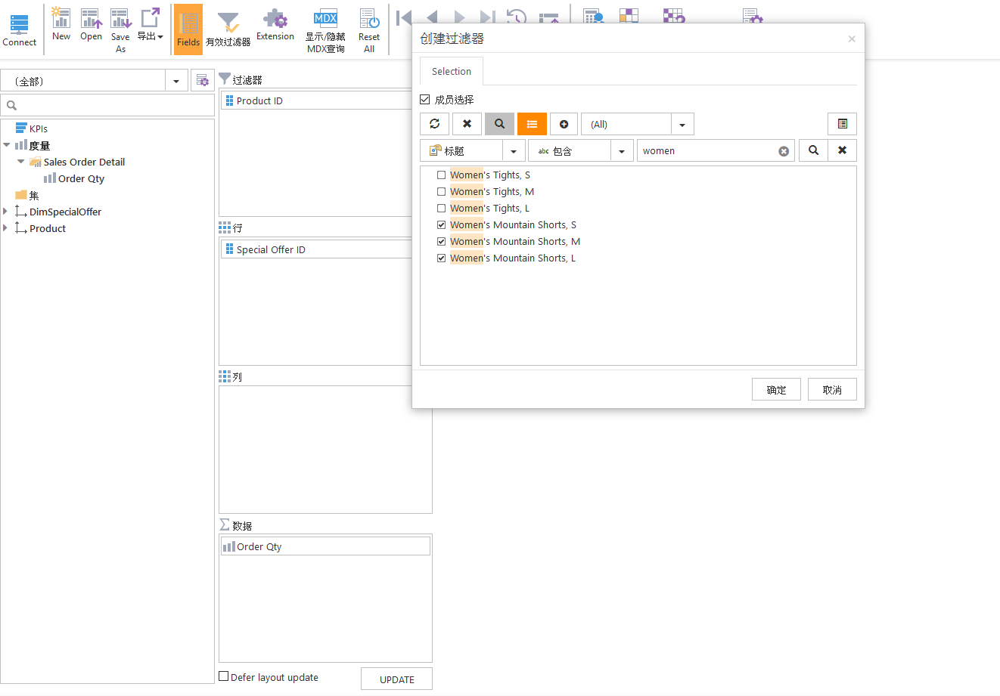 Connect
New
Open
Save
As
导出
Fields
有效过滤器
Extension
MDX
显示/隐藏
MDX查询
Reset
All
（全部）
KPIs
度量
Sales Order Detail
Order Qty
集
DimSpecialOffer
Product
过滤器
Product ID
行
Special Offer ID
列
数据
Order Qty
Defer layout update
UPDATE
创建过滤器
×
Selection
成员选择
(All)
标题
abc 包含
women
Women's Tights, S
Women's Tights, M
Women's Tights, L
Women's Mountain Shorts, S
Women's Mountain Shorts, M
Women's Mountain Shorts, L
确定
取消